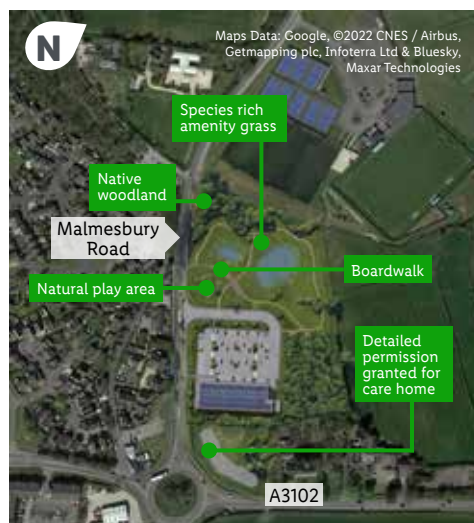 N
Maps Data: Google, ©2022 CNES / Airbus,
Getmapping plc, Infoterra Ltd & Bluesky,
Maxar Technologies
Species rich
amenity grass
Native
woodland
Malmesbury
Road
Boardwalk
Natural play area
Detailed
permission
granted for
care home
A3102